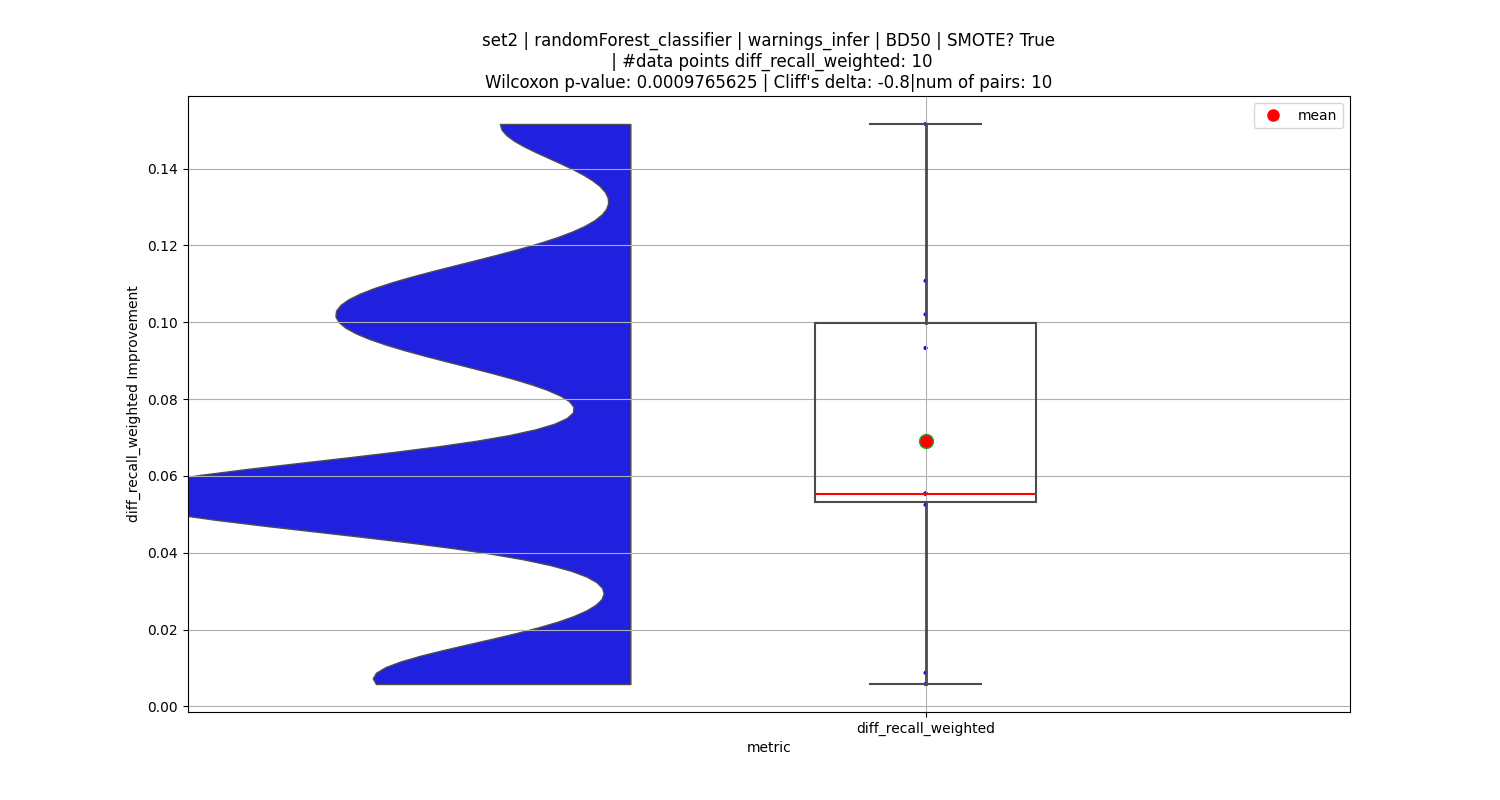 set2 | randomForest_classifier | warnings_infer | BD50 | SMOTE? True
| #data points diff_recall_weighted: 10
Wilcoxon p-value: 0.0009765625 | Cliff's delta: -0.8|num of pairs: 10
mean
0.14
0.12
0.10
0.08
0.06
0.04
0.02
0.00
diff_recall_weighted Improvement
diff_recall_weighted
metric